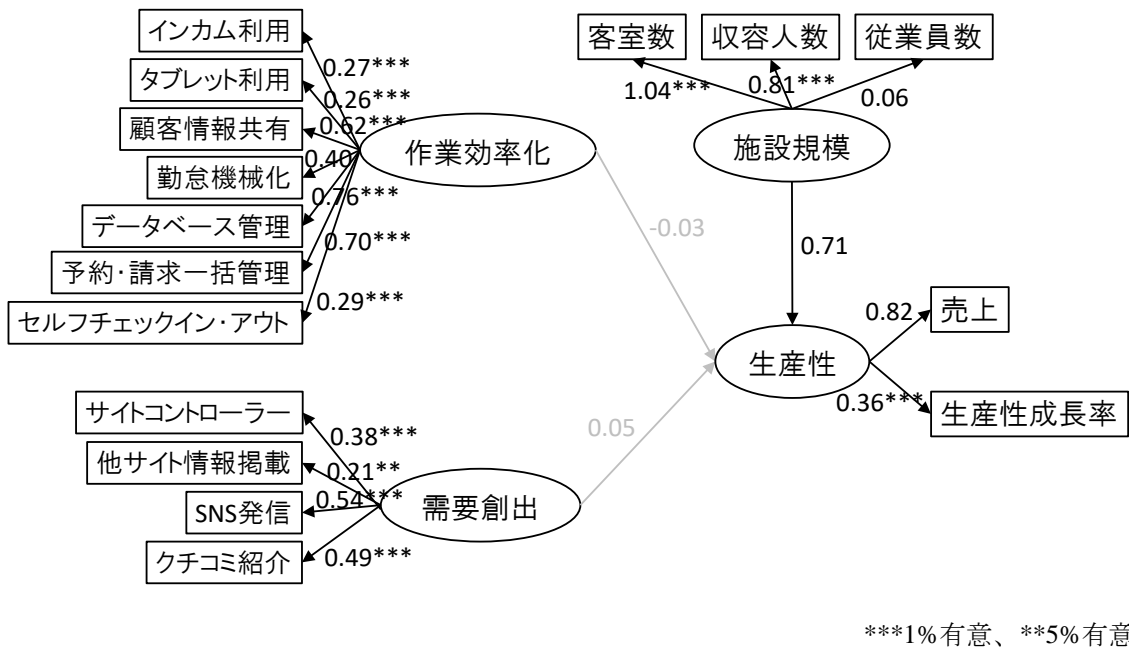 インカム利用
タブレット利用
顧客情報共有
勤怠機械化
データベース管理
予約・請求一括管理
セルフチェックイン・アウト
0.27***
0.26***
0.62***
0.40
0.76***
0.70***
0.29***
作業効率化
客室数
収容人数
従業員数
1.04***
0.81***
0.06
施設規模
-0.03
0.71
0.05
生産性
0.82
売上
0.36***
生産性成長率
サイトコントローラー
他サイト情報掲載
SNS発信
クチコミ紹介
0.38***
0.21**
0.54***
0.49***
需要創出
***1%有意、**5%有意